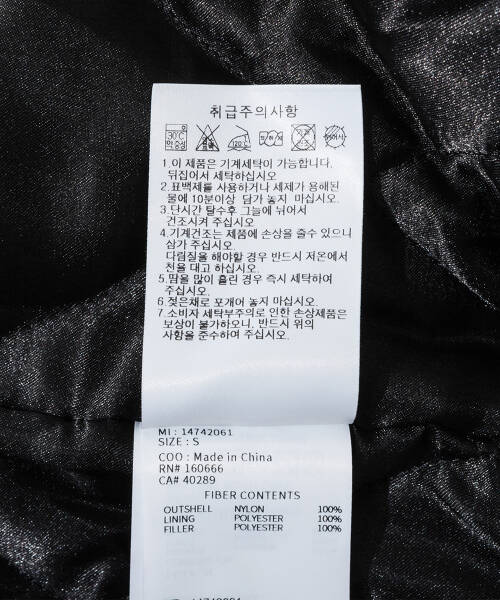 취급주의사항
30℃
약 중성
120℃
1.이 제품은 기계세탁이 가능합니다.
뒤집어서 세탁하십시오
2.표백제를 사용하거나 세제가 용해된
물에 10분이상 담가 놓지 마십시오.
3.단시간 탈수후 그늘에 뉘어서
건조시켜 주십시오
4.기계건조는 제품에 손상을 줄수 있으니
삼가 주십시오.
다림질을 해야할 경우 반드시 저온에서
천을 대고 하십시오.
5.땀을 많이 흘린 경우 즉시 세탁하여
주십시오.
6.젖은채로 포개어 놓지 마십시오.
7.소비자 세탁부주의로 인한 손상제품은
보상이 불가하오니, 반드시 위의
사항을 준수하여 주십시오.
MI: 14742061
SIZE: S
COO: Made in China
RN# 160666
CA# 40289
FIBER CONTENTS
OUTSHELL NYLON 100%
LINING POLYESTER 100%
FILLER POLYESTER 100%